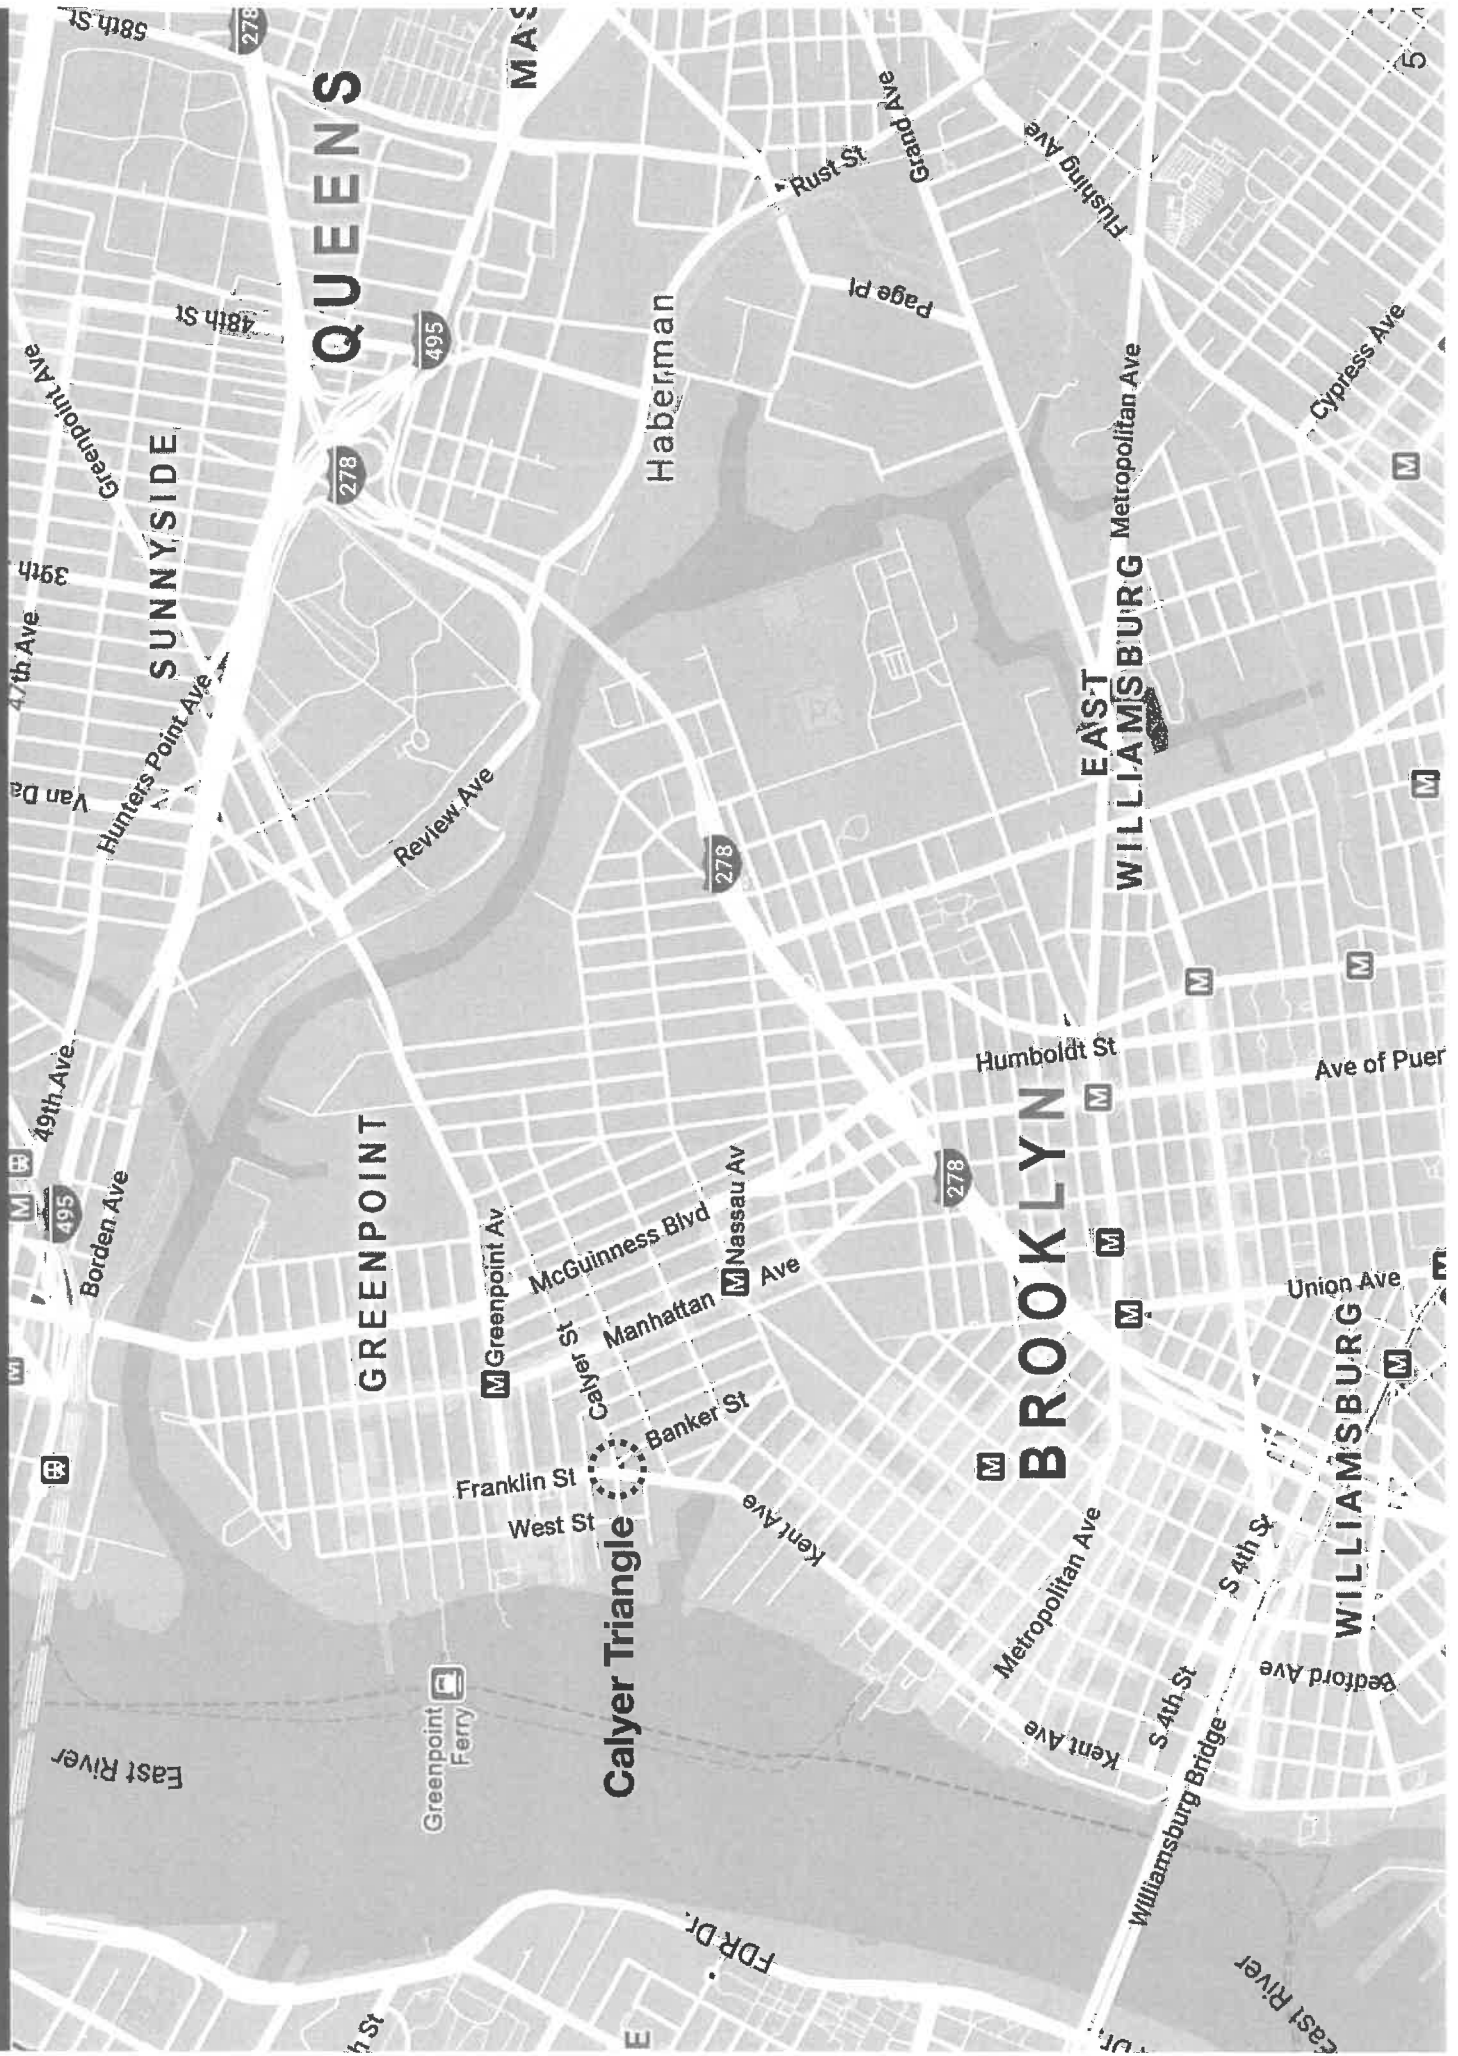 h St
E
FDR Dr.
East River
East River
Greenpoint
Ferry
Calyer Triangle
Williamsburg Bridge
Kent Ave
S 4th St
Bedford Ave
Metropolitan Ave
S 4th St
WILLIAMSBURG
West St
Franklin St
Kent Ave
Banker St
Calyer St
M
M Greenpoint Av
Manhattan
Ave
M Nassau Av
McGuinness Blvd
GREENPOINT
BROOKLYN
M
M
M
M
M
Union Ave
278
Humboldt St
Ave of Puer
M
M
M
M
M
Borden Ave
495
M
49th Ave
Review Ave
278
EAST
WILLIAMSBURG
Metropolitan Ave
Hunters Point Ave
Van Da
47th Ave
39th
SUNNYSIDE
Greenpoint Ave
278
495
48th St
QUEENS
Haberman
Page Pl
Cypress Ave
Rust St
Grand Ave
Flushing Ave
58th St
278
MAS
5